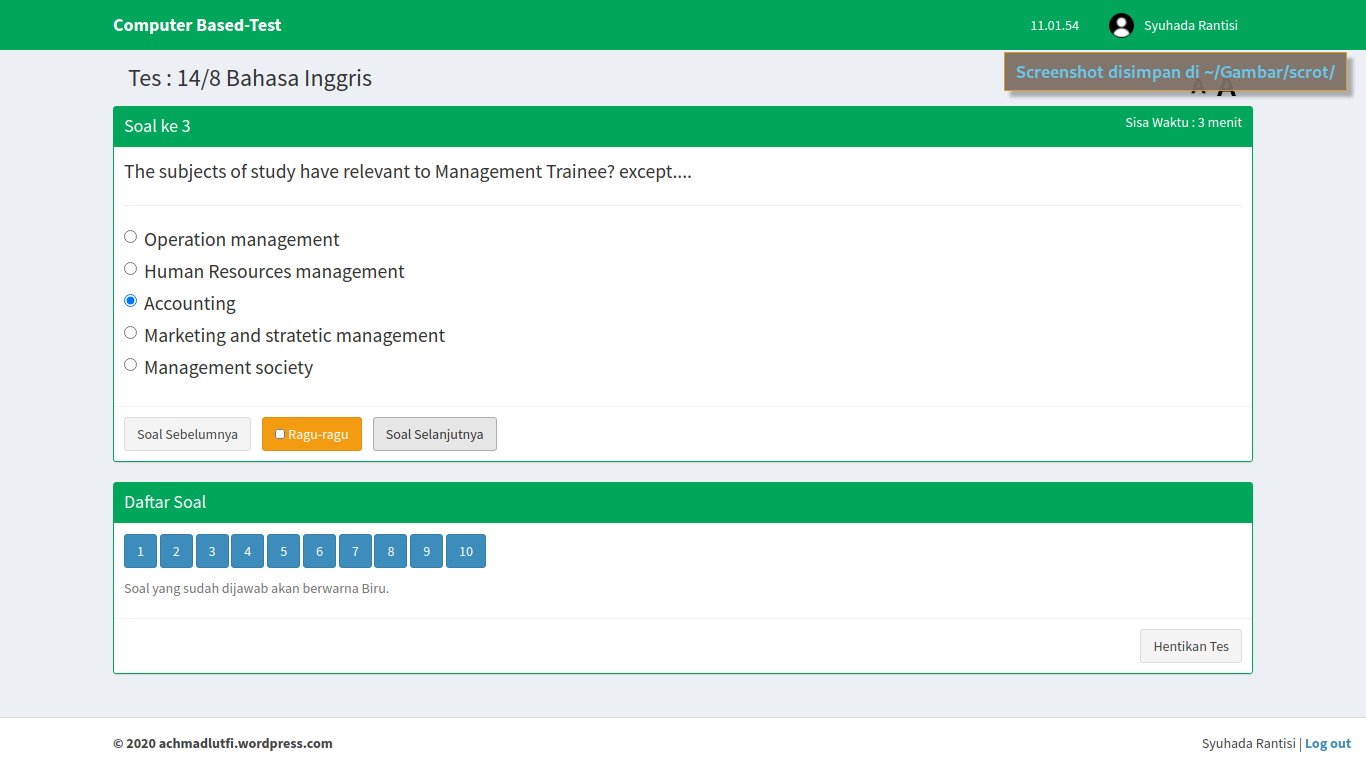 Computer Based-Test
11.01.54
Syuhada Rantisi
Tes : 14/8 Bahasa Inggris
Screenshot disimpan di ~/Gambar/scrot/
A A
Soal ke 3
Sisa Waktu : 3 menit
The subjects of study have relevant to Management Trainee? except....
Operation management
Human Resources management
Accounting
Marketing and stratetic management
Management society
Soal Sebelumnya
Ragu-ragu
Soal Selanjutnya
Daftar Soal
1 2 3 4 5 6 7 8 9 10
Soal yang sudah dijawab akan berwarna Biru.
Hentikan Tes
© 2020 achmadlutfi.wordpress.com
Syuhada Rantisi | Log out